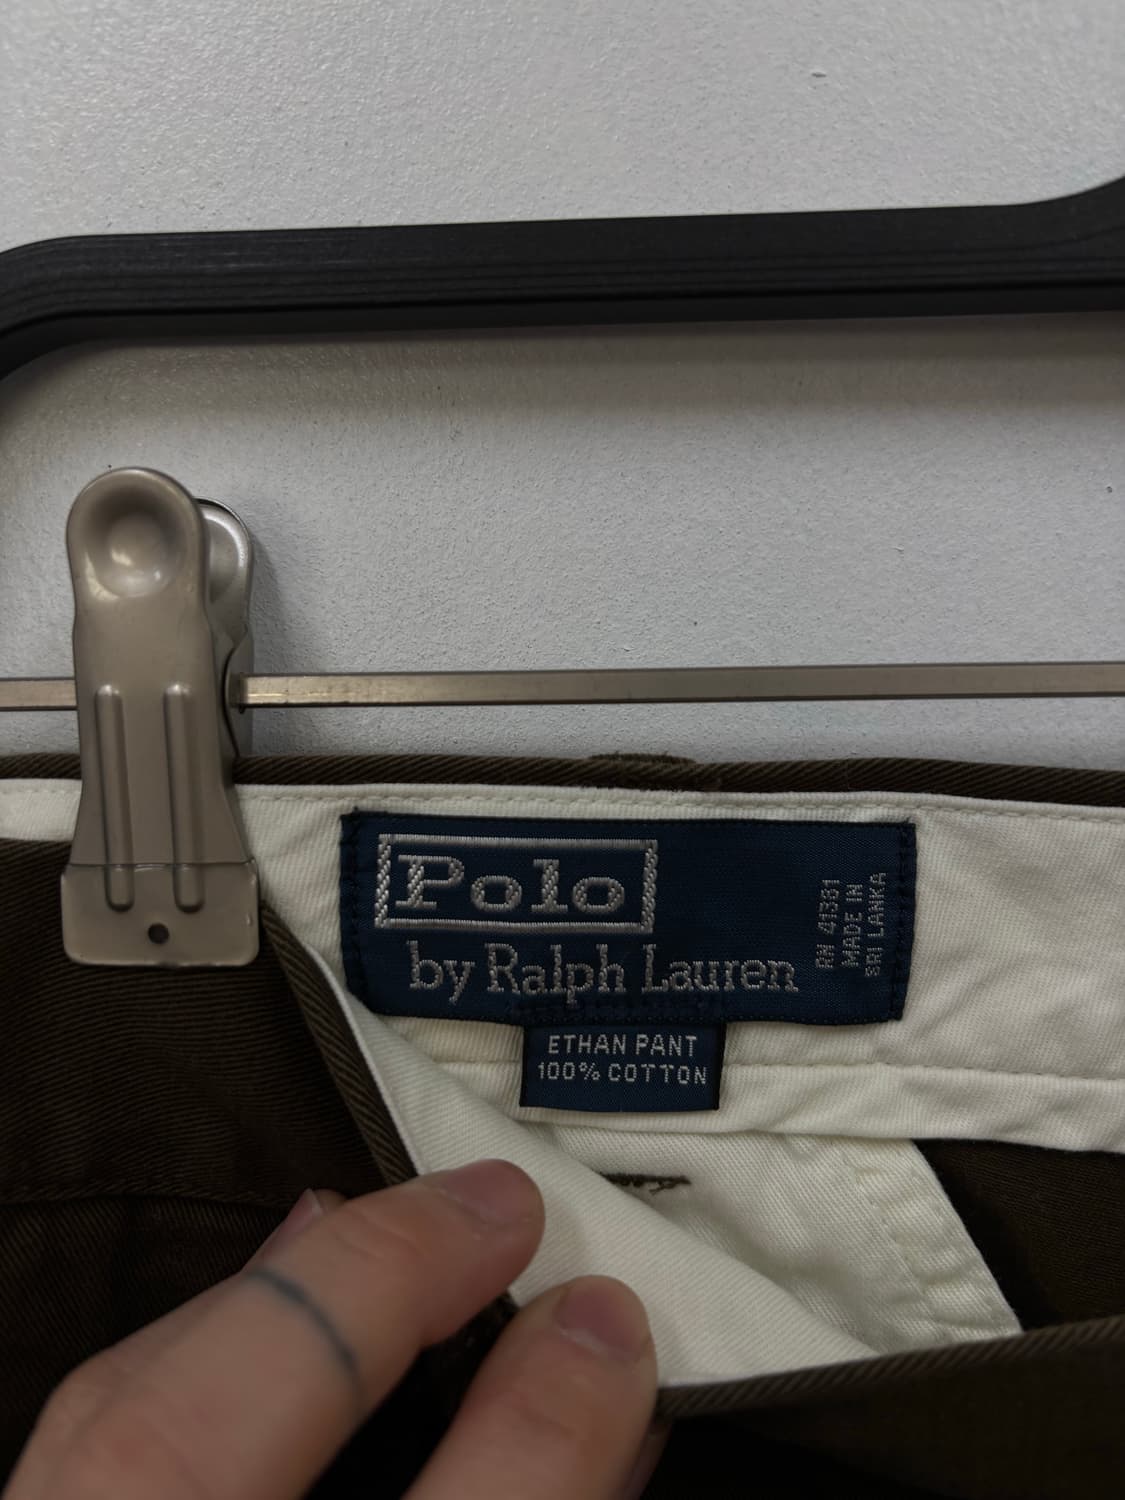 Polo
by Ralph Lauren
RN 41381
MADE IN
SRI LANKA
ETHAN PANT
100% COTTON